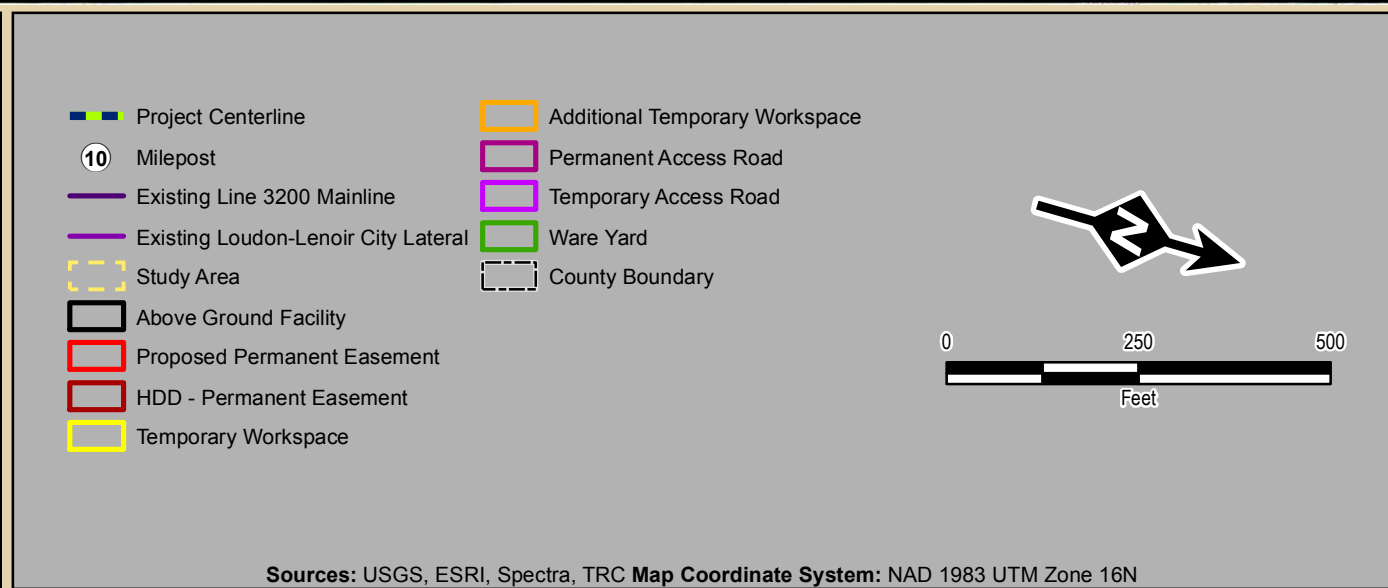 Project Centerline
10 Milepost
Existing Line 3200 Mainline
Existing Loudon-Lenoir City Lateral
Study Area
Above Ground Facility
Proposed Permanent Easement
HDD - Permanent Easement
Temporary Workspace
Additional Temporary Workspace
Permanent Access Road
Temporary Access Road
Ware Yard
County Boundary
N
0 250 500
Feet
Sources: USGS, ESRI, Spectra, TRC Map Coordinate System: NAD 1983 UTM Zone 16N